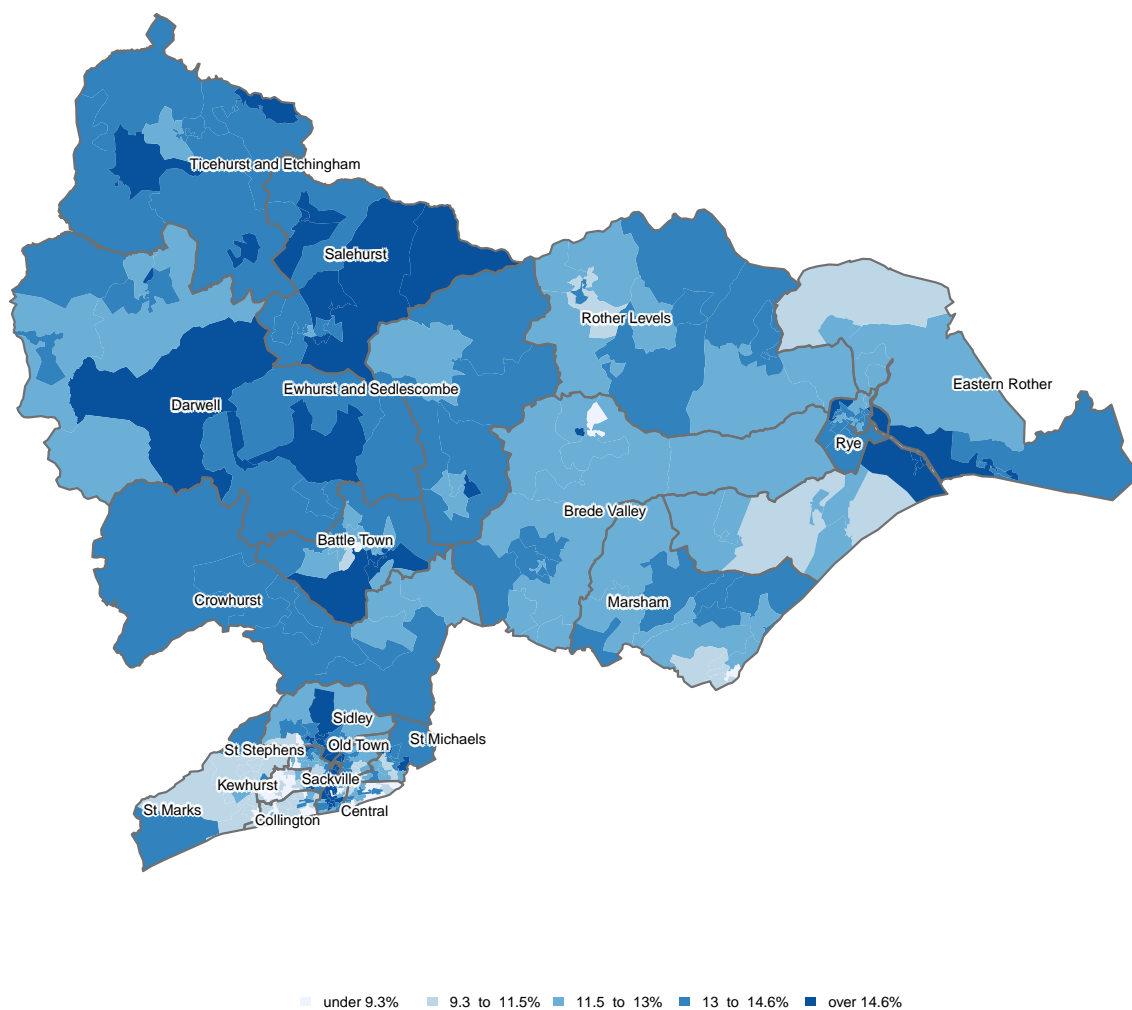 Ticehurst and Etchingham
Salehurst
Rother Levels
Ewhurst and Sedlescombe
Eastern Rother
Darwell
Rye
Brede Valley
Battle Town
Crowhurst
Marsham
Sidley
St Michaels
Old Town
St Stephens
Sackville
Kewhurst
St Marks
Central
Collington
under 9.3% 9.3 to 11.5% 11.5 to 13% 13 to 14.6% over 14.6%